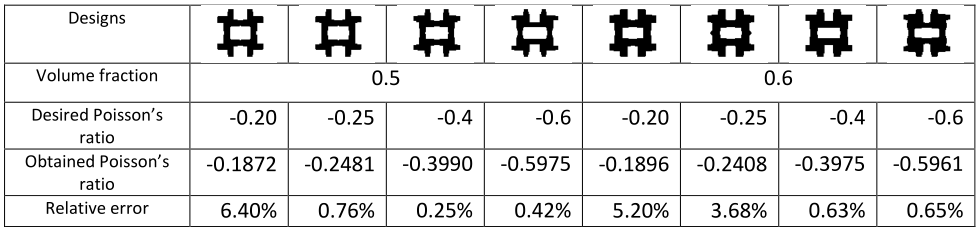 Designs
Volume fraction 0.5 0.6
Desired Poisson's ratio -0.20 -0.25 -0.4 -0.6 -0.20 -0.25 -0.4 -0.6
Obtained Poisson's ratio -0.1872 -0.2481 -0.3990 -0.5975 -0.1896 -0.2408 -0.3975 -0.5961
Relative error 6.40% 0.76% 0.25% 0.42% 5.20% 3.68% 0.63% 0.65%